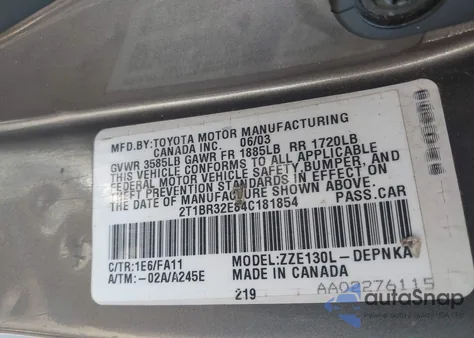 MFD.BY:TOYOTA MOTOR MANUFACTURING
CANADA INC. 06/03
GVWR 3585LB GAWR FR 1885LB RR 1720LB
THIS VEHICLE CONFORMS TO ALL APPLICABLE
FEDERAL MOTOR VEHICLE SAFETY BUMPER, AND
THEFT PREVENTION STANDARDS IN EFFECT ON
THE DATE OF MANUFACTURE SHOWN ABOVE.
2T1BR32E84C181854 PASS.CAR
C/TR:1E6/FA11 MODEL:ZZE130L-DEPNKA
A/TM:-02A/A245E MADE IN CANADA
219 AA02276115
autoSnap